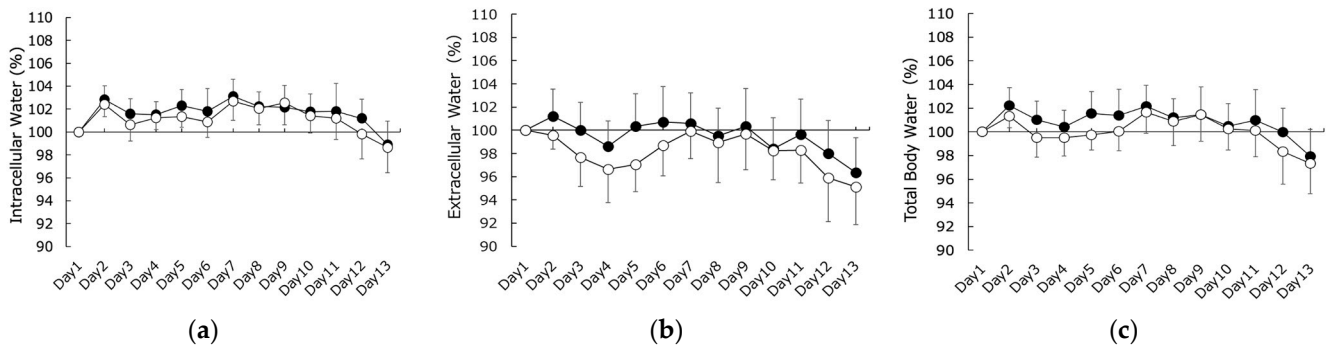 Intracellular Water (%)
110
108
106
104
102
100
98
96
94
92
90
Day1
Day2
Day3
Day4
Day5
Day6
Day7
Day8
Day9
Day10
Day11
Day12
Day13
(a)
Extracellular Water (%)
110
108
106
104
102
100
98
96
94
92
90
Day1
Day2
Day3
Day4
Day5
Day6
Day7
Day8
Day9
Day10
Day11
Day12
Day13
(b)
Total Body Water (%)
110
108
106
104
102
100
98
96
94
92
90
Day1
Day2
Day3
Day4
Day5
Day6
Day7
Day8
Day9
Day10
Day11
Day12
Day13
(c)